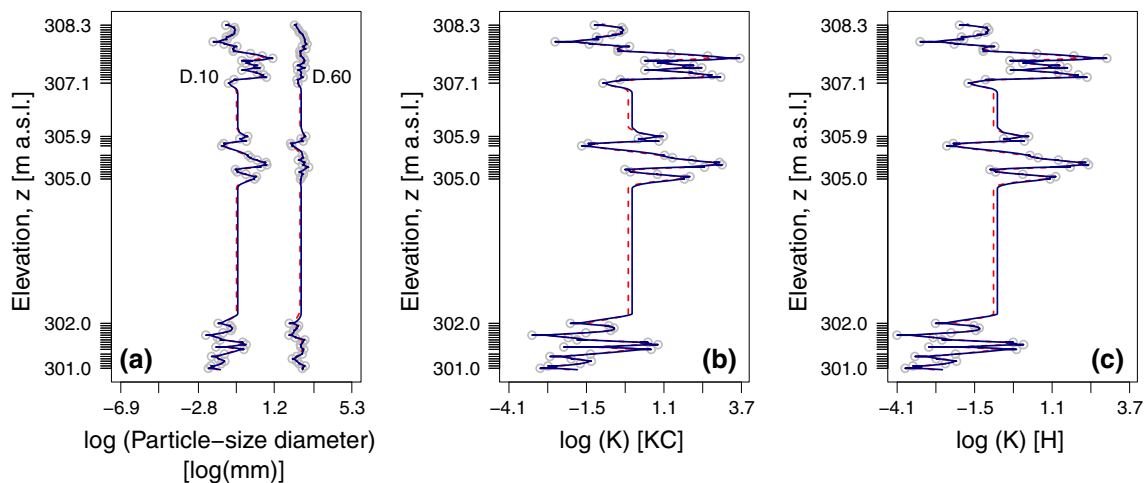 308.3
307.1
305.9
305.0
302.0
301.0
Elevation, z [m a.s.l.]
D.10
D.60
(a)
−6.9 −2.8 1.2 5.3
log (Particle−size diameter)
[log(mm)]
308.3
307.1
305.9
305.0
302.0
301.0
Elevation, z [m a.s.l.]
(b)
−4.1 −1.5 1.1 3.7
log (K) [KC]
308.3
307.1
305.9
305.0
302.0
301.0
Elevation, z [m a.s.l.]
(c)
−4.1 −1.5 1.1 3.7
log (K) [H]